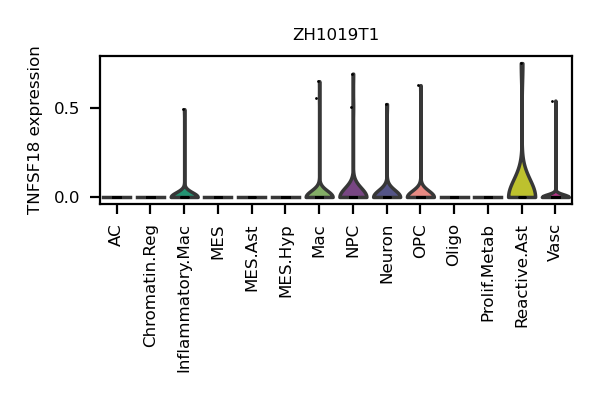 ZH1019T1
TNFSF18 expression
0.5
0.0
AC
Chromatin.Reg
Inflammatory.Mac
MES
MES.Ast
MES.Hyp
Mac
NPC
Neuron
OPC
Oligo
Prolif.Metab
Reactive.Ast
Vasc